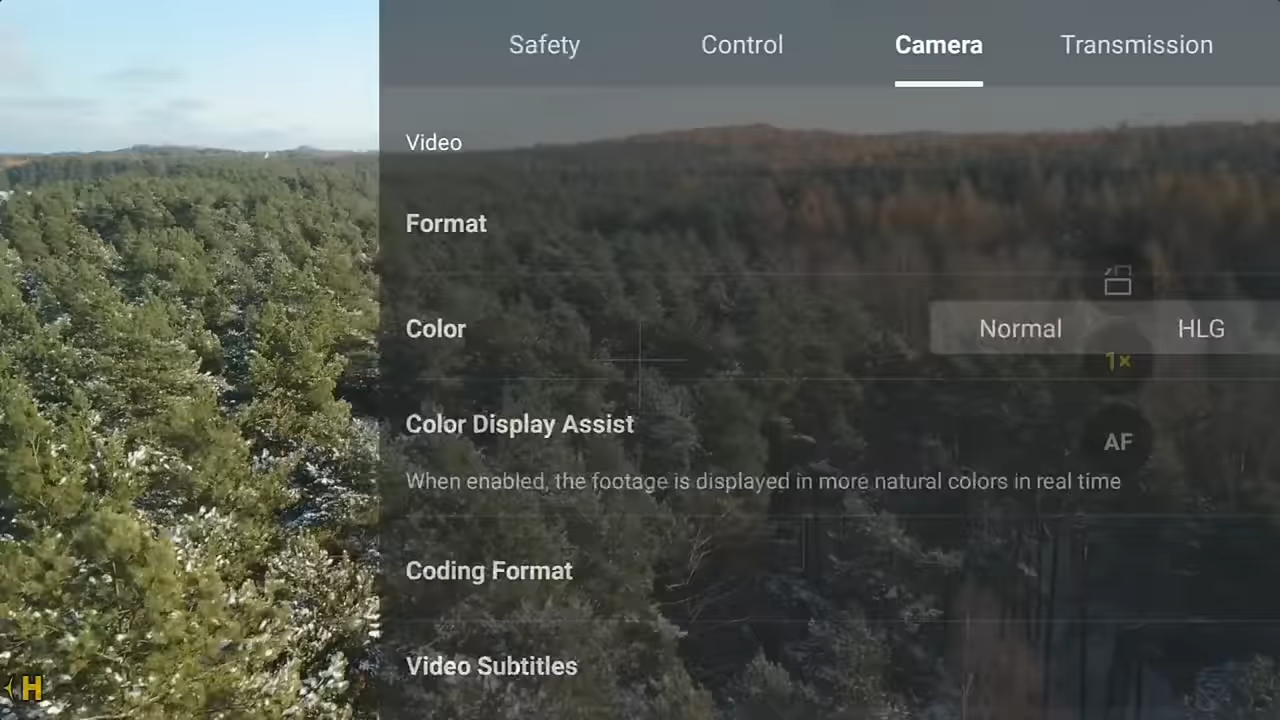 Safety Control Camera Transmission
Video
Format
Color Normal HLG
1×
Color Display Assist
AF
When enabled, the footage is displayed in more natural colors in real time
Coding Format
Video Subtitles
H